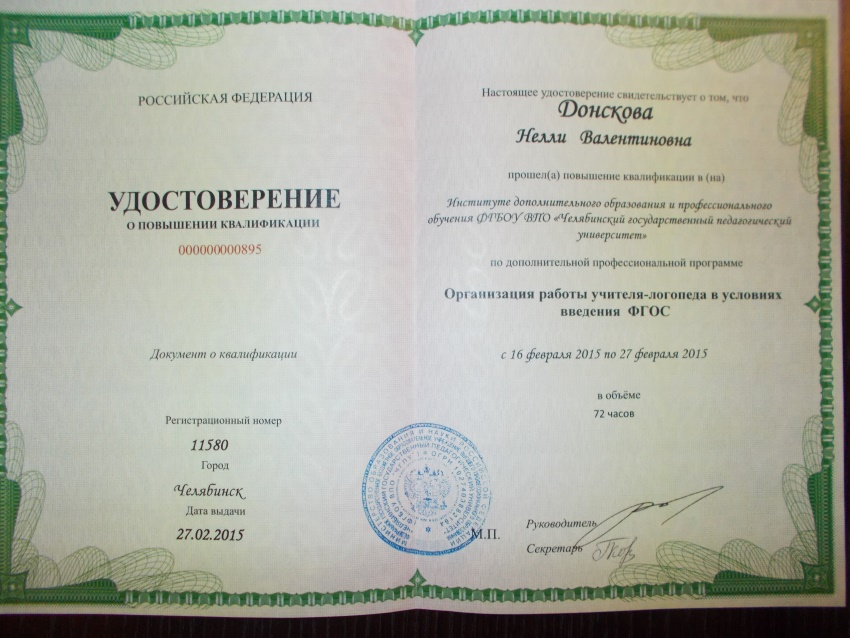 РОССИЙСКАЯ ФЕДЕРАЦИЯ
УДОСТОВЕРЕНИЕ
О ПОВЫШЕНИИ КВАЛИФИКАЦИИ
000000000895
Документ о квалификации
Регистрационный номер
11580
Город
Челябинск
Дата выдачи
27.02.2015
Настоящее удостоверение свидетельствует о том, что
Донскова
Нелли Валентиновна
прошел(а) повышение квалификации в (на)
Институте дополнительного образования и профессионального
обучения ФГБОУ ВПО «Челябинский государственный педагогический
университет»
по дополнительной профессиональной программе
Организация работы учителя-логопеда в условиях
введения ФГОС
с 16 февраля 2015 по 27 февраля 2015
в объёме
72 часов
М.П.
Руководитель
Секретарь